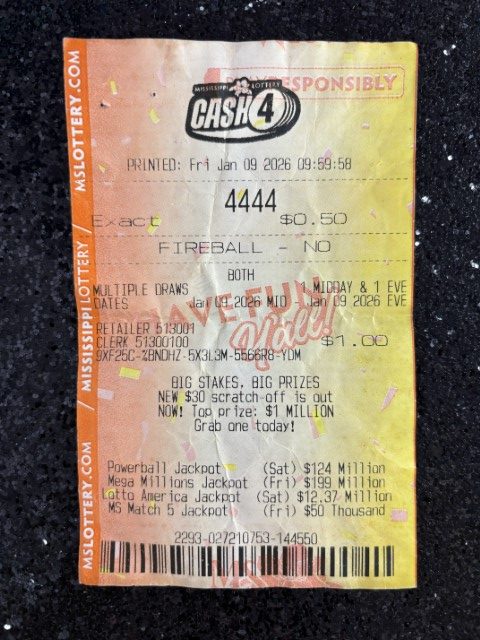 PLAY RESPONSIBLY
MISSISSIPPI LOTTERY
CASH 4
PRINTED: Fri Jan 09 2026 09:59:58
4444
Exact $0.50
FIREBALL - NO
BOTH
MULTIPLE DRAWS 1 MIDDAY & 1 EVE
DATES Jan 09 2026 MID Jan 09 2026 EVE
HAVE FUN,
Y'all!
RETAILER 513001
CLERK 51300100 $1.00
9XF25C-ZBNDHZ-5X3L3M-5566R8-YDM
BIG STAKES, BIG PRIZES
NEW $30 scratch-off is out
NOW! Top prize: $1 MILLION
Grab one today!
Powerball Jackpot (Sat) $124 Million
Mega Millions Jackpot (Fri) $199 Million
Lotto America Jackpot (Sat) $12.37 Million
MS Match 5 Jackpot (Fri) $50 Thousand
2293-027210753-144550
MSLOTTERY.COM / MISSISSIPPI LOTTERY / MSLOTTERY.COM